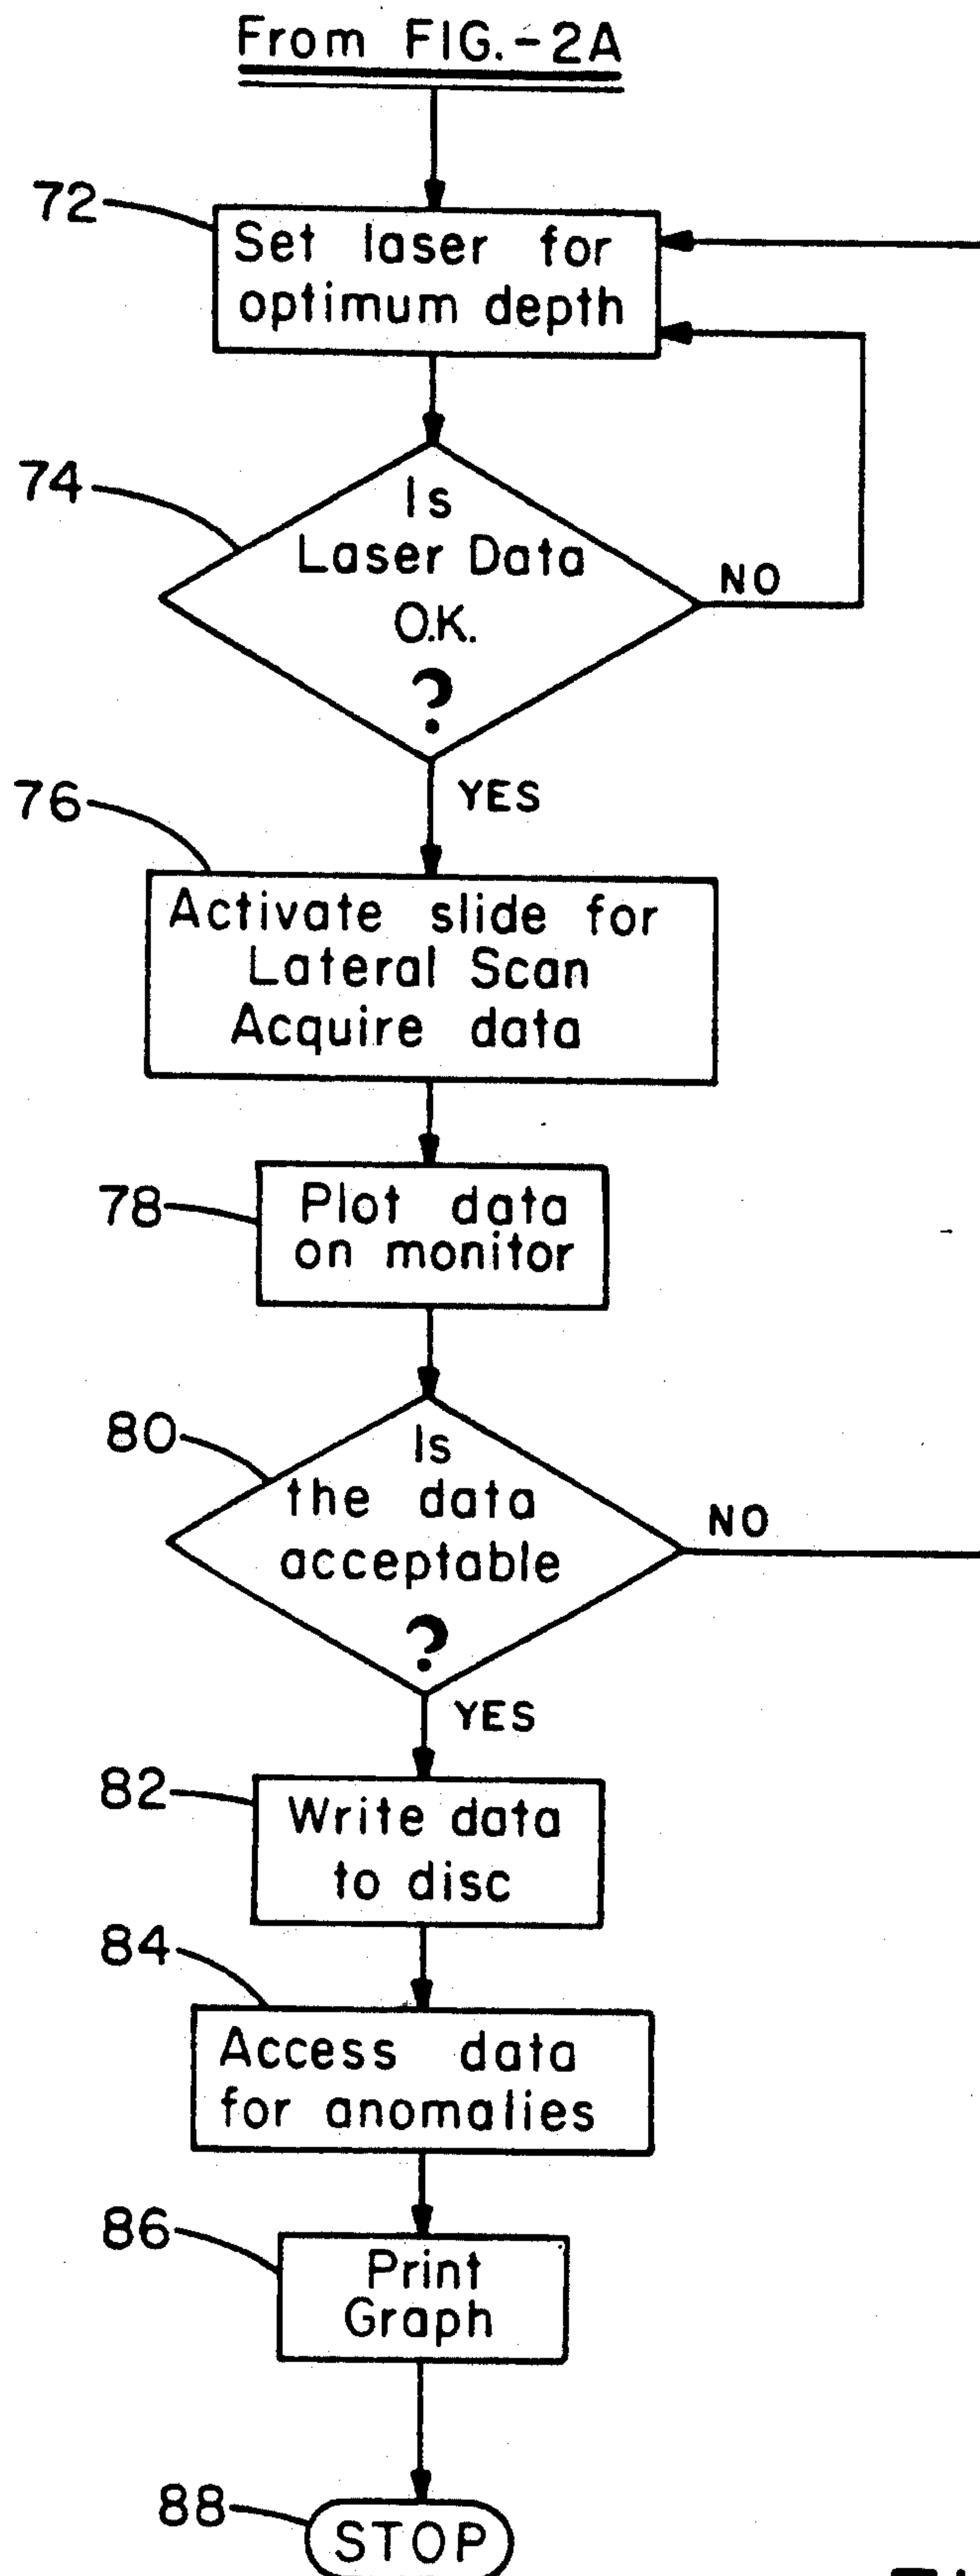 From FIG.-2A
72
Set laser for
optimum depth
74
Is
Laser Data
O.K.
?
NO
YES
76
Activate slide for
Lateral Scan
Acquire data
78
Plot data
on monitor
80
Is
the data
acceptable
?
NO
YES
82
Write data
to disc
84
Access data
for anomalies
86
Print
Graph
88
STOP